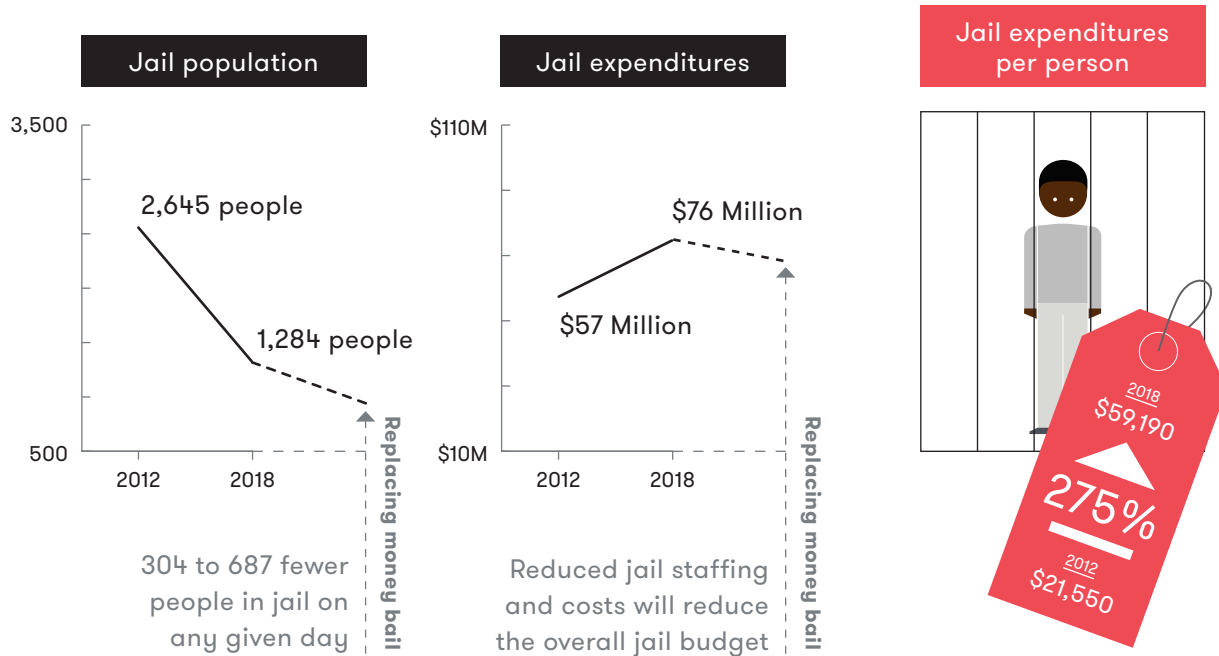 Jail population
3,500
2,645 people
1,284 people
500
2012
2018
Replacing money bail
304 to 687 fewer
people in jail on
any given day
Jail expenditures
$110M
$76 Million
$57 Million
$10M
2012
2018
Replacing money bail
Reduced jail staffing
and costs will reduce
the overall jail budget
Jail expenditures
per person
2018
$59,190
275%
2012
$21,550